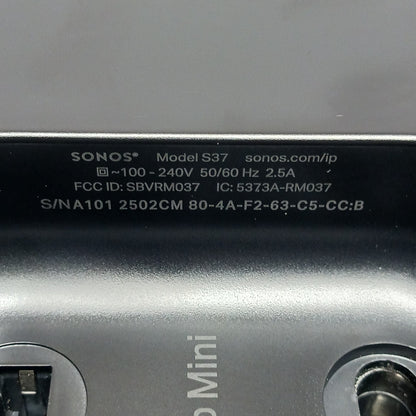 SONOS® Model S37 sonos.com/ip
~100 - 240V 50/60 Hz 2.5A
FCC ID: SBVRM037 IC: 5373A-RM037
S/NA101 2502CM 80-4A-F2-63-C5-CC:B
Mini